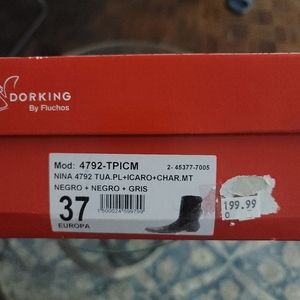 DORKING
By Fluchos
Mod: 4792-TPICM
2- 45377-7005
NINA 4792 TUA.PL+ICARO+CHAR.MT
NEGRO + NEGRO + GRIS
37
EUROPA
199.99